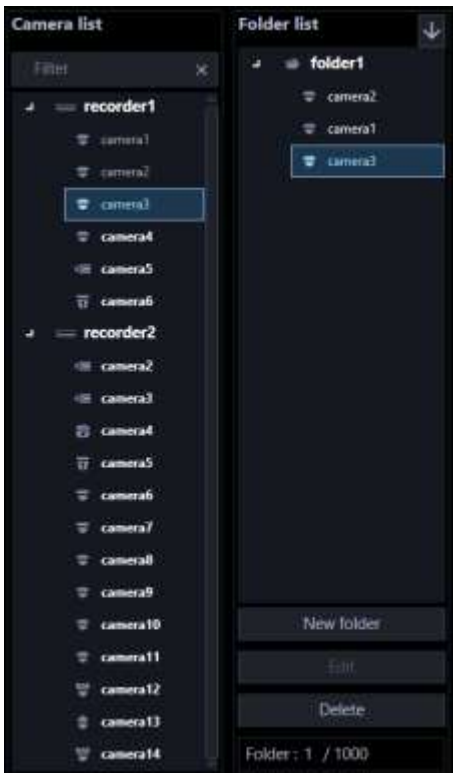 Camera list
Filter
recorder1
camera1
camera2
camera3
camera4
camera5
camera6
recorder2
camera2
camera3
camera4
camera5
camera6
camera7
camera8
camera9
camera10
camera11
camera12
camera13
camera14
Folder list
folder1
camera2
camera1
camera3
New folder
Edit
Delete
Folder : 1 / 1000